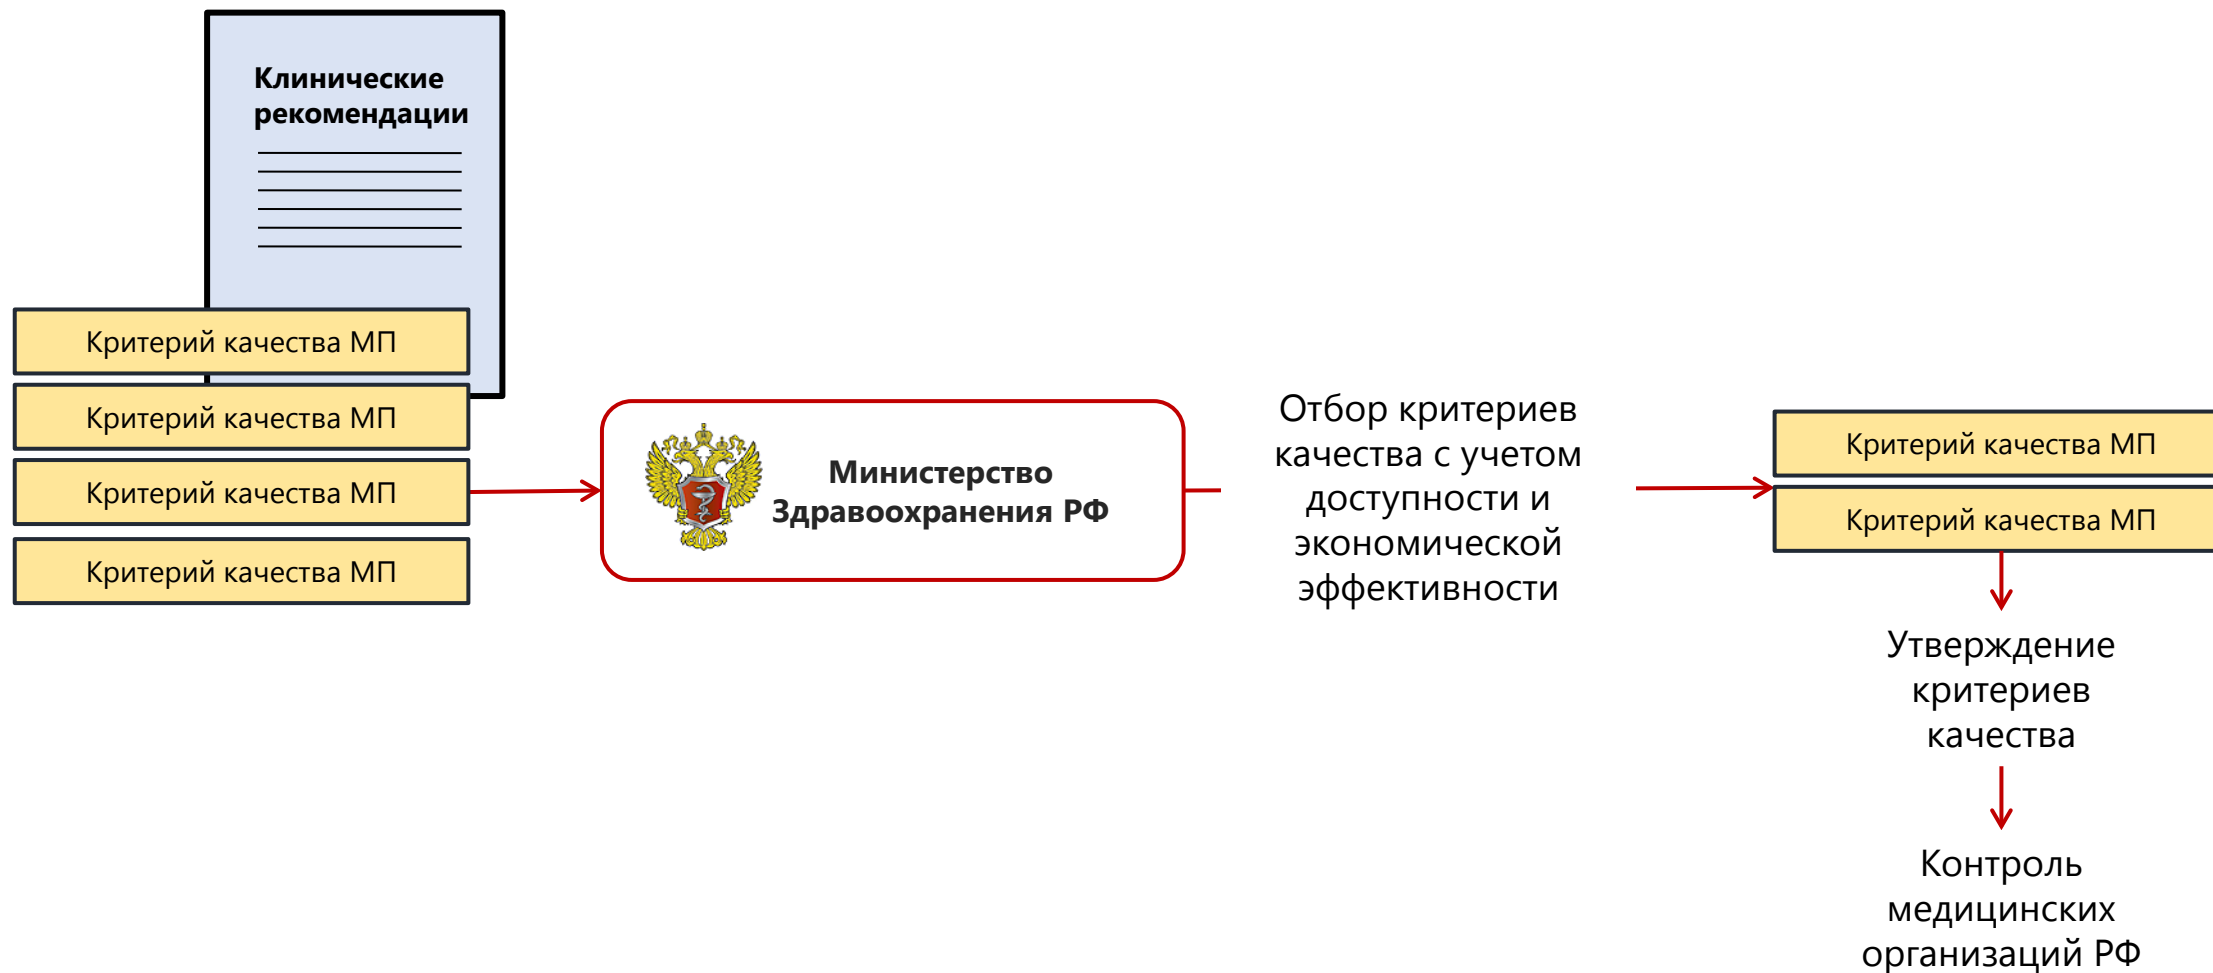 Клинические
рекомендации
Критерий качества МП
Критерий качества МП
Критерий качества МП
Критерий качества МП
Министерство
Здравоохранения РФ
Отбор критериев
качества с учетом
доступности и
экономической
эффективности
Критерий качества МП
Критерий качества МП
Утверждение
критериев
качества
Контроль
медицинских
организаций РФ